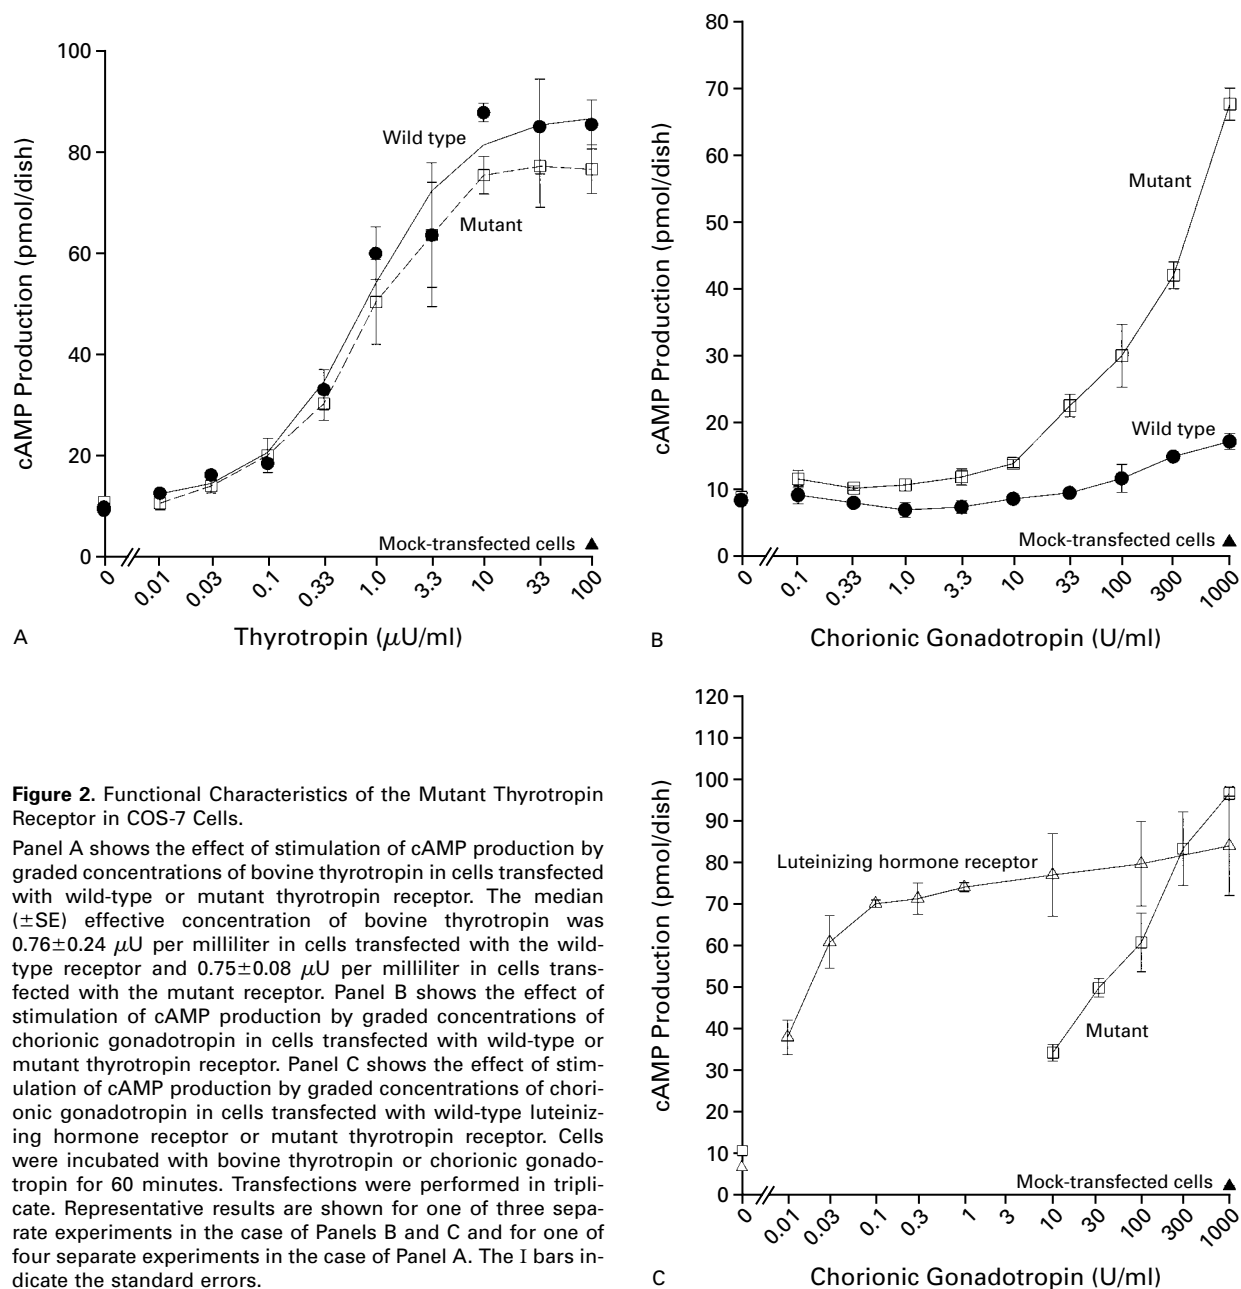 100
80
60
40
20
0
cAMP Production (pmol/dish)
Wild type
Mutant
Mock-transfected cells
0
0.01
0.03
0.1
0.33
1.0
3.3
10
33
100
Thyrotropin (μU/ml)
A
80
70
60
50
40
30
20
10
0
cAMP Production (pmol/dish)
Mutant
Wild type
Mock-transfected cells
0
0.1
0.33
1.0
3.3
10
33
100
300
1000
Chorionic Gonadotropin (U/ml)
B
Figure 2. Functional Characteristics of the Mutant Thyrotropin
Receptor in COS-7 Cells.
Panel A shows the effect of stimulation of cAMP production by
graded concentrations of bovine thyrotropin in cells transfected
with wild-type or mutant thyrotropin receptor. The median
(±SE) effective concentration of bovine thyrotropin was
0.76±0.24 μU per milliliter in cells transfected with the wild-
type receptor and 0.75±0.08 μU per milliliter in cells trans-
fected with the mutant receptor. Panel B shows the effect of
stimulation of cAMP production by graded concentrations of
chorionic gonadotropin in cells transfected with wild-type or
mutant thyrotropin receptor. Panel C shows the effect of stim-
ulation of cAMP production by graded concentrations of chori-
onic gonadotropin in cells transfected with wild-type luteiniz-
ing hormone receptor or mutant thyrotropin receptor. Cells
were incubated with bovine thyrotropin or chorionic gonado-
tropin for 60 minutes. Transfections were performed in tripli-
cate. Representative results are shown for one of three sepa-
rate experiments in the case of Panels B and C and for one of
four separate experiments in the case of Panel A. The I bars in-
dicate the standard errors.
120
110
100
90
80
70
60
50
40
30
20
10
0
cAMP Production (pmol/dish)
Luteinizing hormone receptor
Mutant
Mock-transfected cells
0
0.01
0.03
0.1
0.3
1
3
10
30
100
300
1000
Chorionic Gonadotropin (U/ml)
C